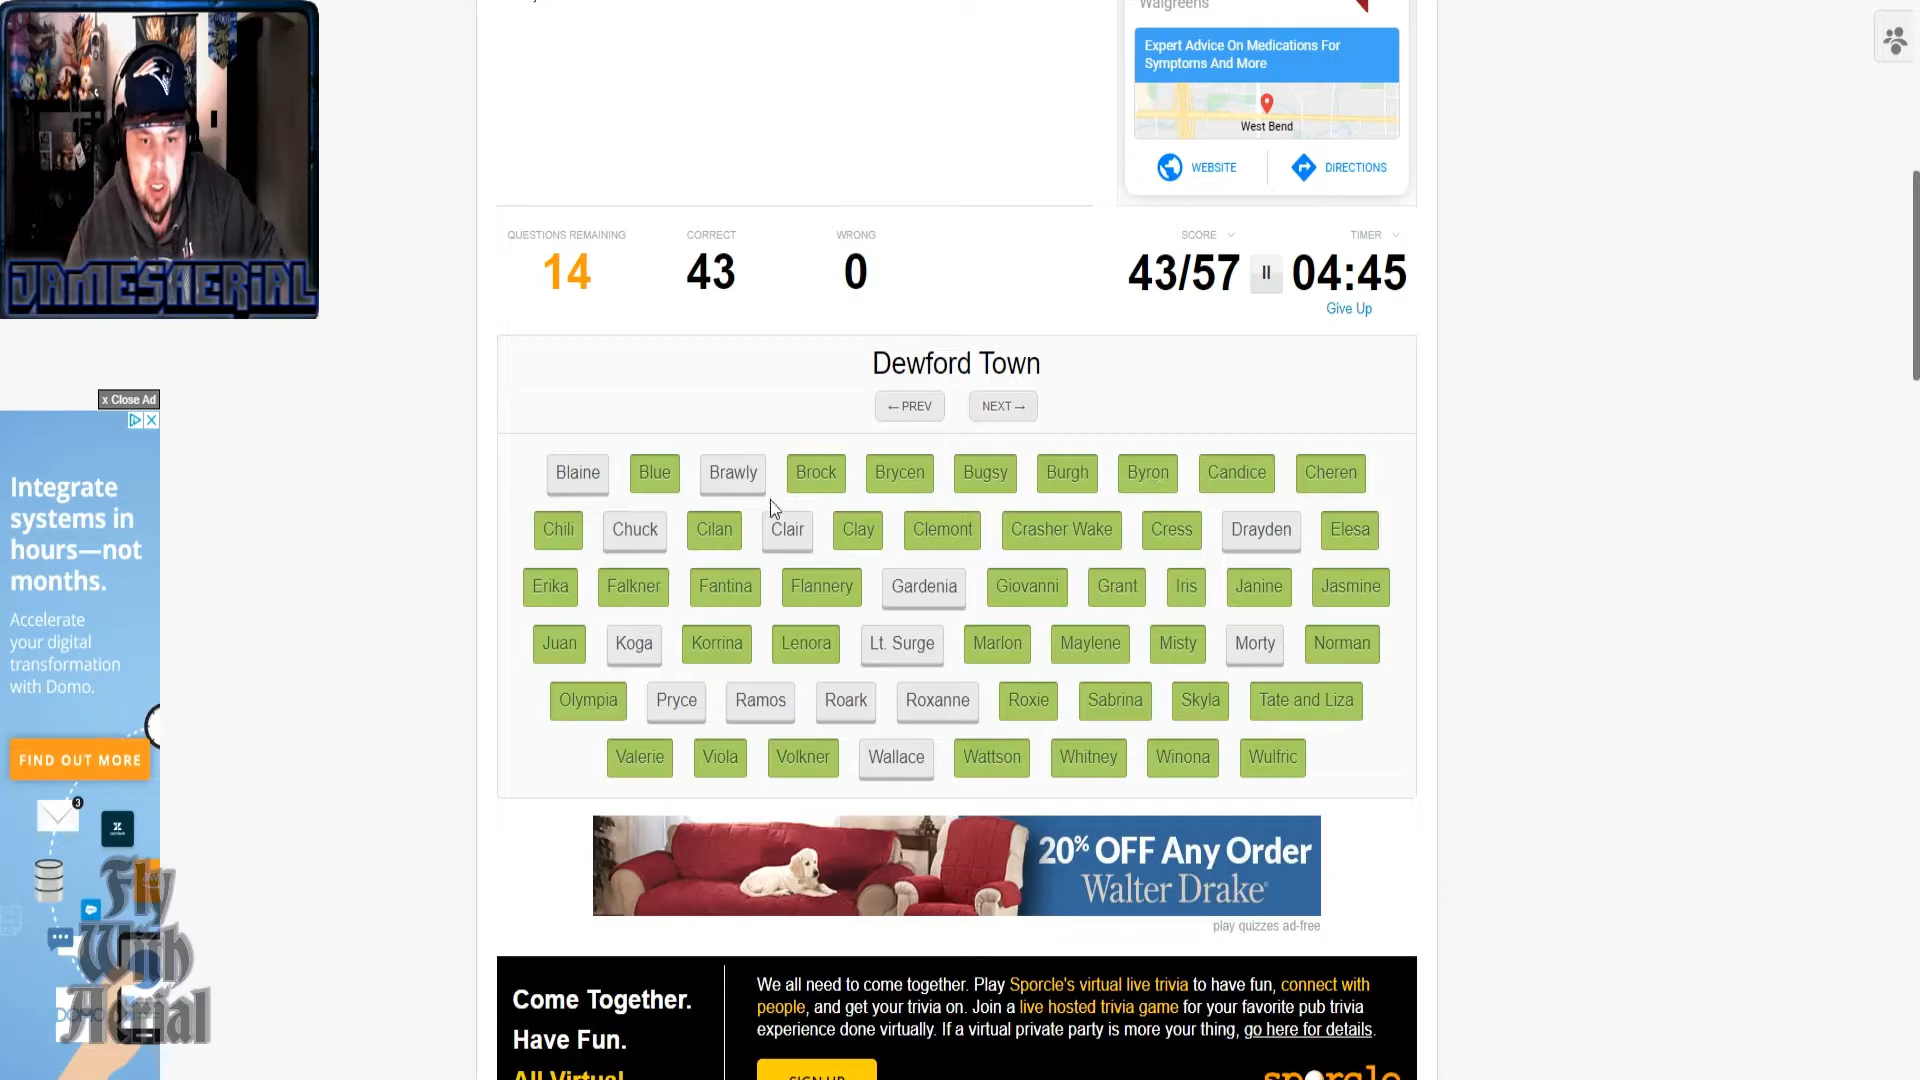 Walgreens
Expert Advice On Medications For
Symptoms And More
West Bend
WEBSITE
DIRECTIONS
JAMESAERIAL
QUESTIONS REMAINING
CORRECT
WRONG
SCORE
TIMER
14
43
0
43/57
04:45
Give Up
Dewford Town
← PREV
NEXT →
Blaine Blue Brawly Brock Brycen Bugsy Burgh Byron Candice Cheren
Chili Chuck Cilan Clair Clay Clemont Crasher Wake Cress Drayden Elesa
Erika Falkner Fantina Flannery Gardenia Giovanni Grant Iris Janine Jasmine
Juan Koga Korrina Lenora Lt. Surge Marlon Maylene Misty Morty Norman
Olympia Pryce Ramos Roark Roxanne Roxie Sabrina Skyla Tate and Liza
Valerie Viola Volkner Wallace Wattson Whitney Winona Wulfric
x Close Ad
Integrate
systems in
hours—not
months.
Accelerate
your digital
transformation
with Domo.
FIND OUT MORE
3
Fly
With
Aerial
20% OFF Any Order
Walter Drake
play quizzes ad-free
Come Together.
Have Fun.
All Virtual
We all need to come together. Play Sporcle's virtual live trivia to have fun, connect with
people, and get your trivia on. Join a live hosted trivia game for your favorite pub trivia
experience done virtually. If a virtual private party is more your thing, go here for details.
SIGN UP
sporcle